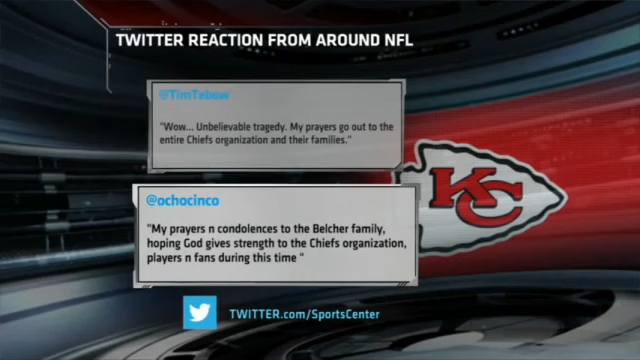 TWITTER REACTION FROM AROUND NFL
@TimTebow
"Wow... Unbelievable tragedy. My prayers go out to the
entire Chiefs organization and their families."
KC
@ochocinco
"My prayers n condolences to the Belcher family,
hoping God gives strength to the Chiefs organization,
players n fans during this time "
TWITTER.com/SportsCenter